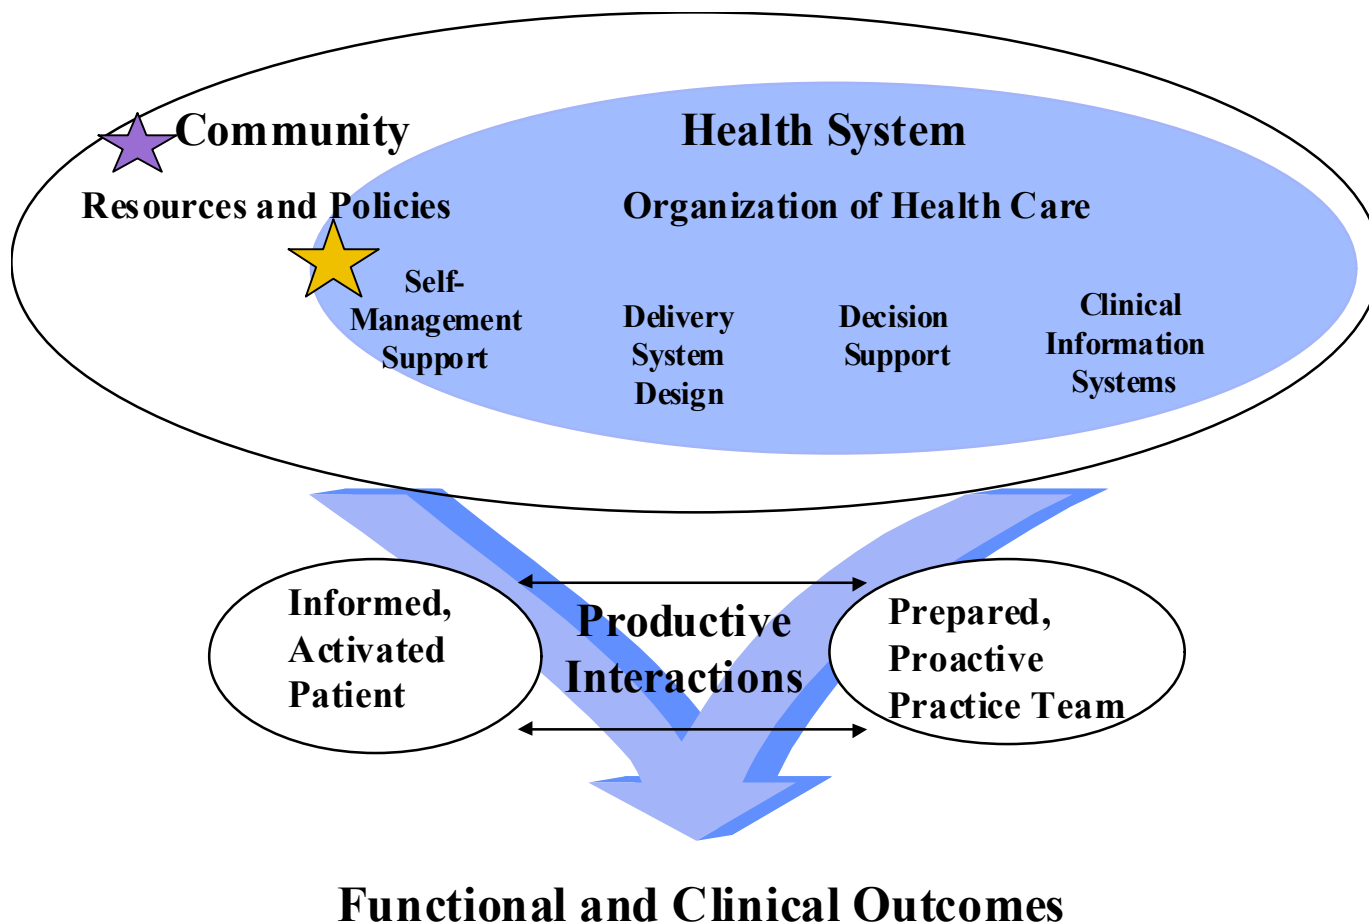 Community
Health System
Resources and Policies
Organization of Health Care
Self-
Management
Support
Delivery
System
Design
Decision
Support
Clinical
Information
Systems
Informed,
Activated
Patient
Productive
Interactions
Prepared,
Proactive
Practice Team
Functional and Clinical Outcomes